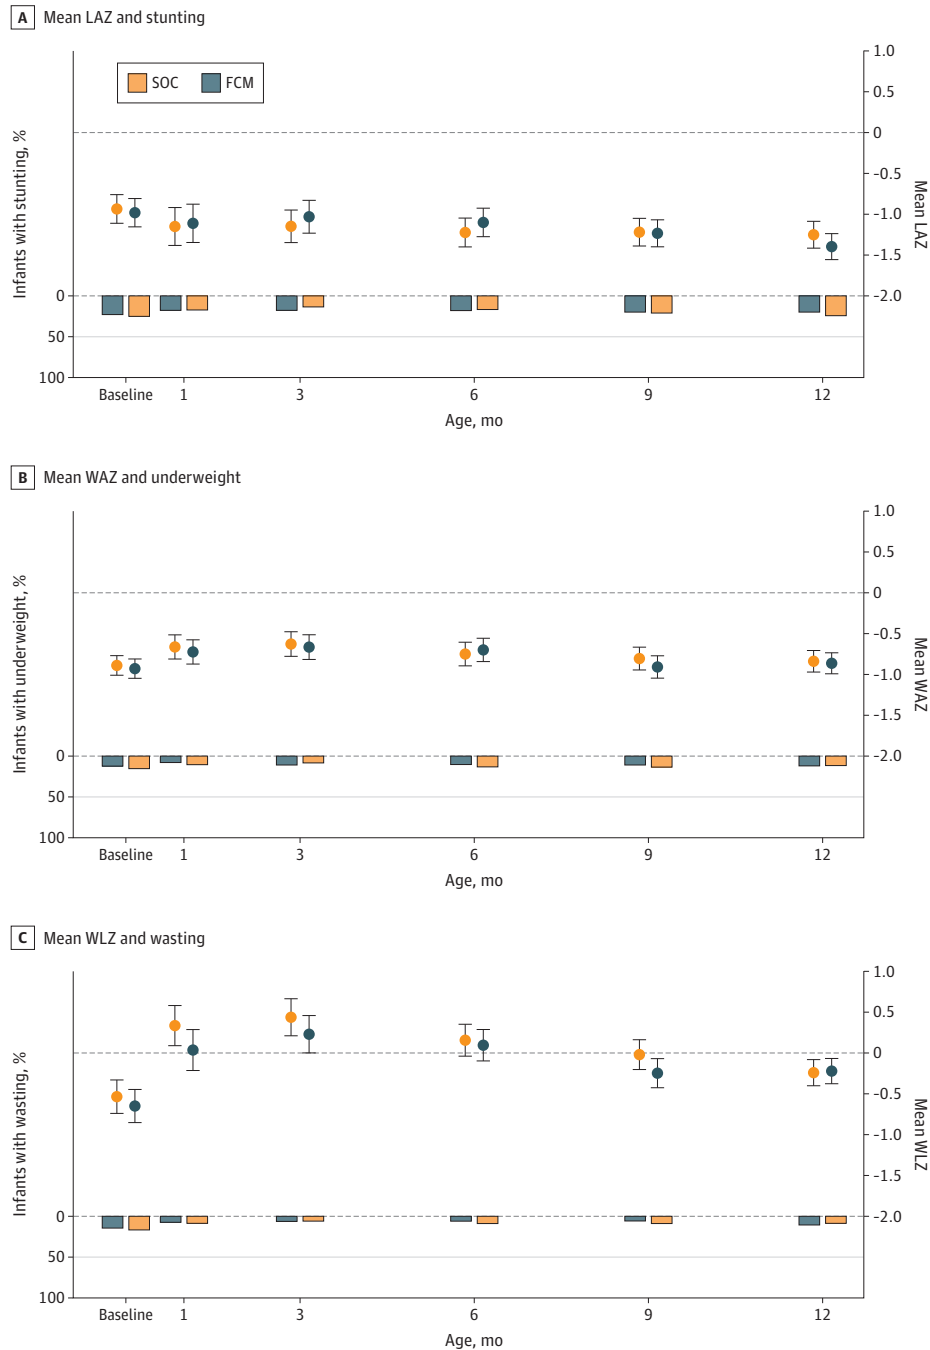 A Mean LAZ and stunting
SOC FCM
Infants with stunting, %
0
50
100
1.0
0.5
0
-0.5
-1.0
-1.5
-2.0
Mean LAZ
Baseline 1 3 6 9 12
Age, mo
B Mean WAZ and underweight
Infants with underweight, %
0
50
100
1.0
0.5
0
-0.5
-1.0
-1.5
-2.0
Mean WAZ
Baseline 1 3 6 9 12
Age, mo
C Mean WLZ and wasting
Infants with wasting, %
0
50
100
1.0
0.5
0
-0.5
-1.0
-1.5
-2.0
Mean WLZ
Baseline 1 3 6 9 12
Age, mo